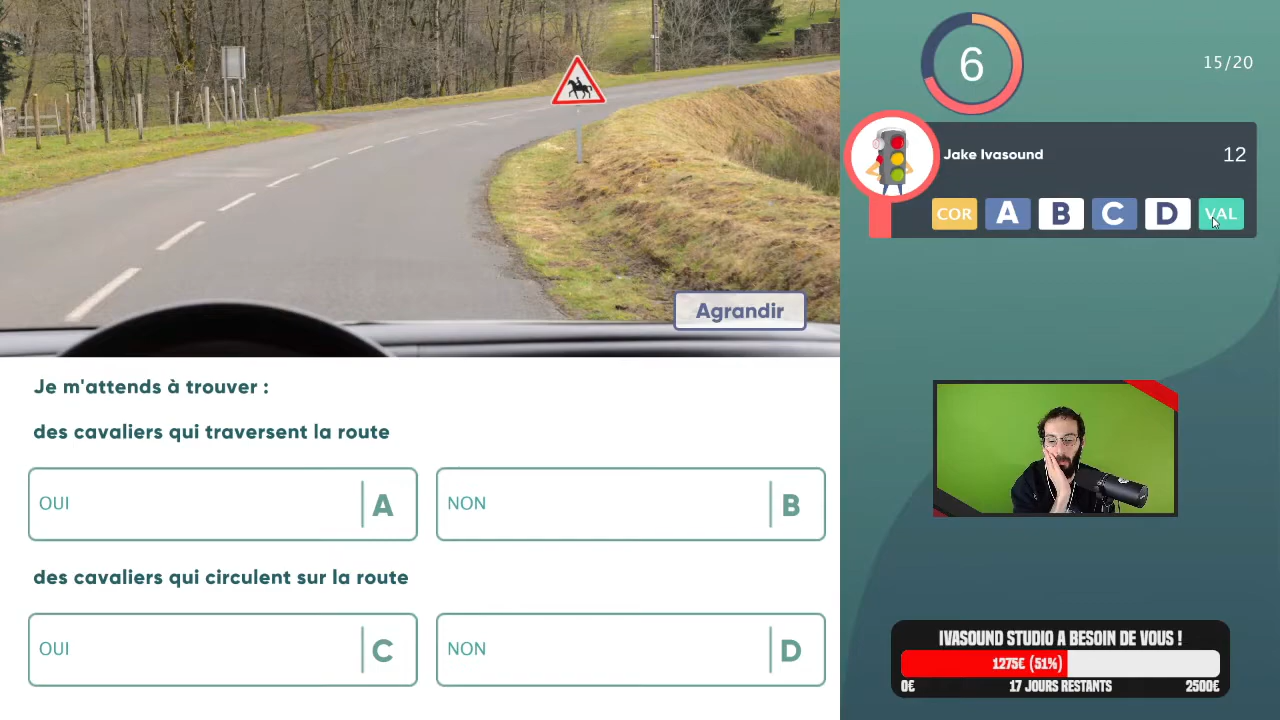 6
15/20
Jake Ivasound
12
COR A B C D VAL
Agrandir
Je m'attends à trouver :
des cavaliers qui traversent la route
OUI A
NON B
des cavaliers qui circulent sur la route
OUI C
NON D
IVASOUND STUDIO A BESOIN DE VOUS !
1275€ (51%)
0€ 17 JOURS RESTANTS 2500€